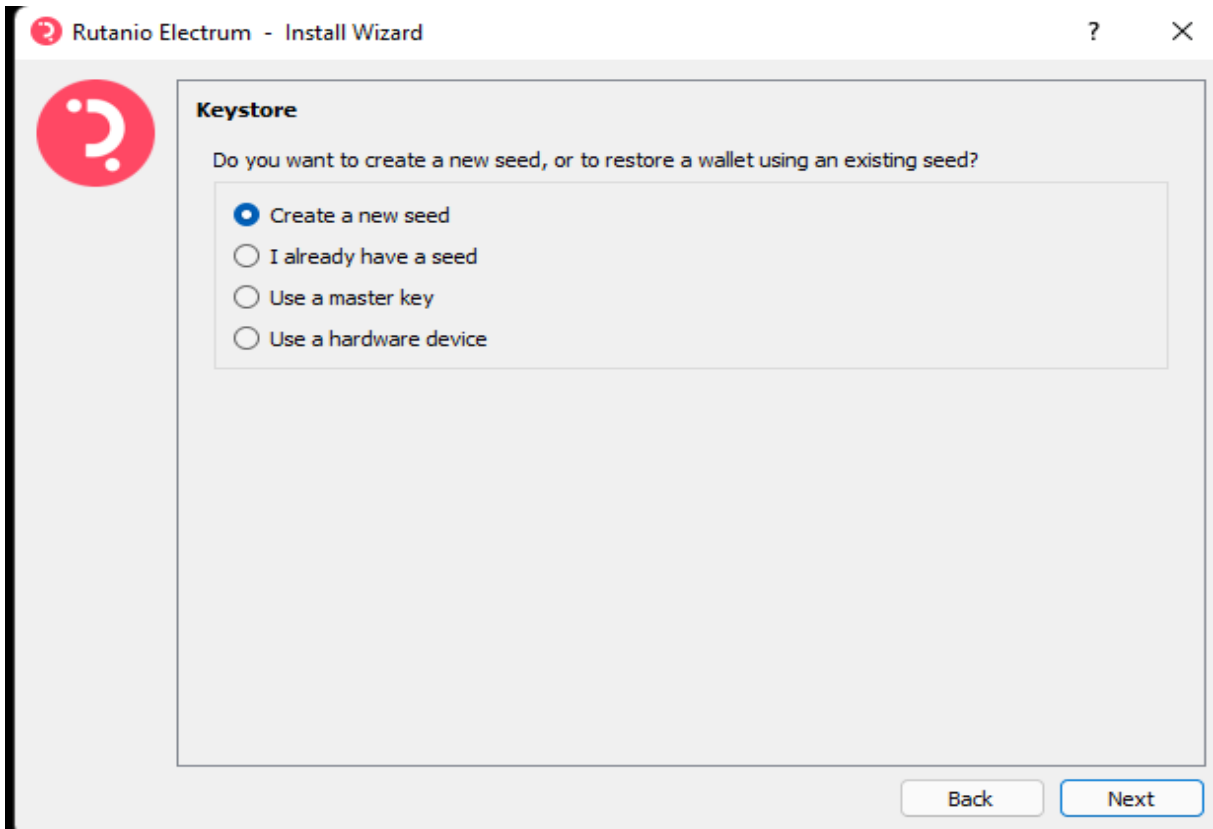 Rutanio Electrum - Install Wizard
Keystore
Do you want to create a new seed, or to restore a wallet using an existing seed?
Create a new seed
I already have a seed
Use a master key
Use a hardware device
Back Next